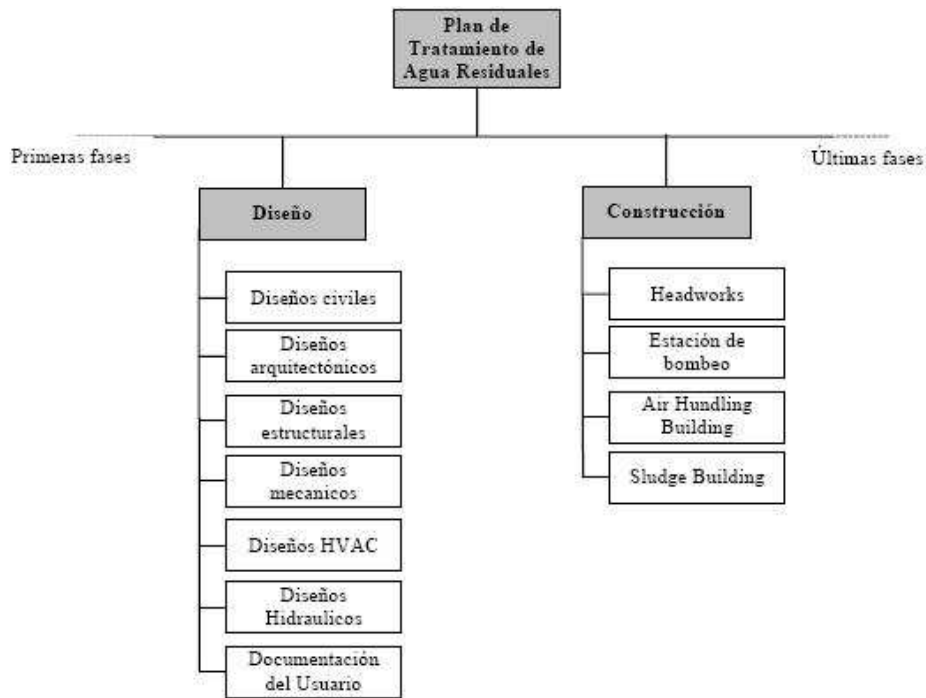 Plan de
Tratamiento de
Agua Residuales
Primeras fases
Últimas fases
Diseño
Diseños civiles
Diseños
arquitectónicos
Diseños
estructurales
Diseños
mecanicos
Diseños HVAC
Diseños
Hidraulicos
Documentación
del Usuario
Construcción
Headworks
Estación de
bombeo
Air Hundling
Building
Sludge Building